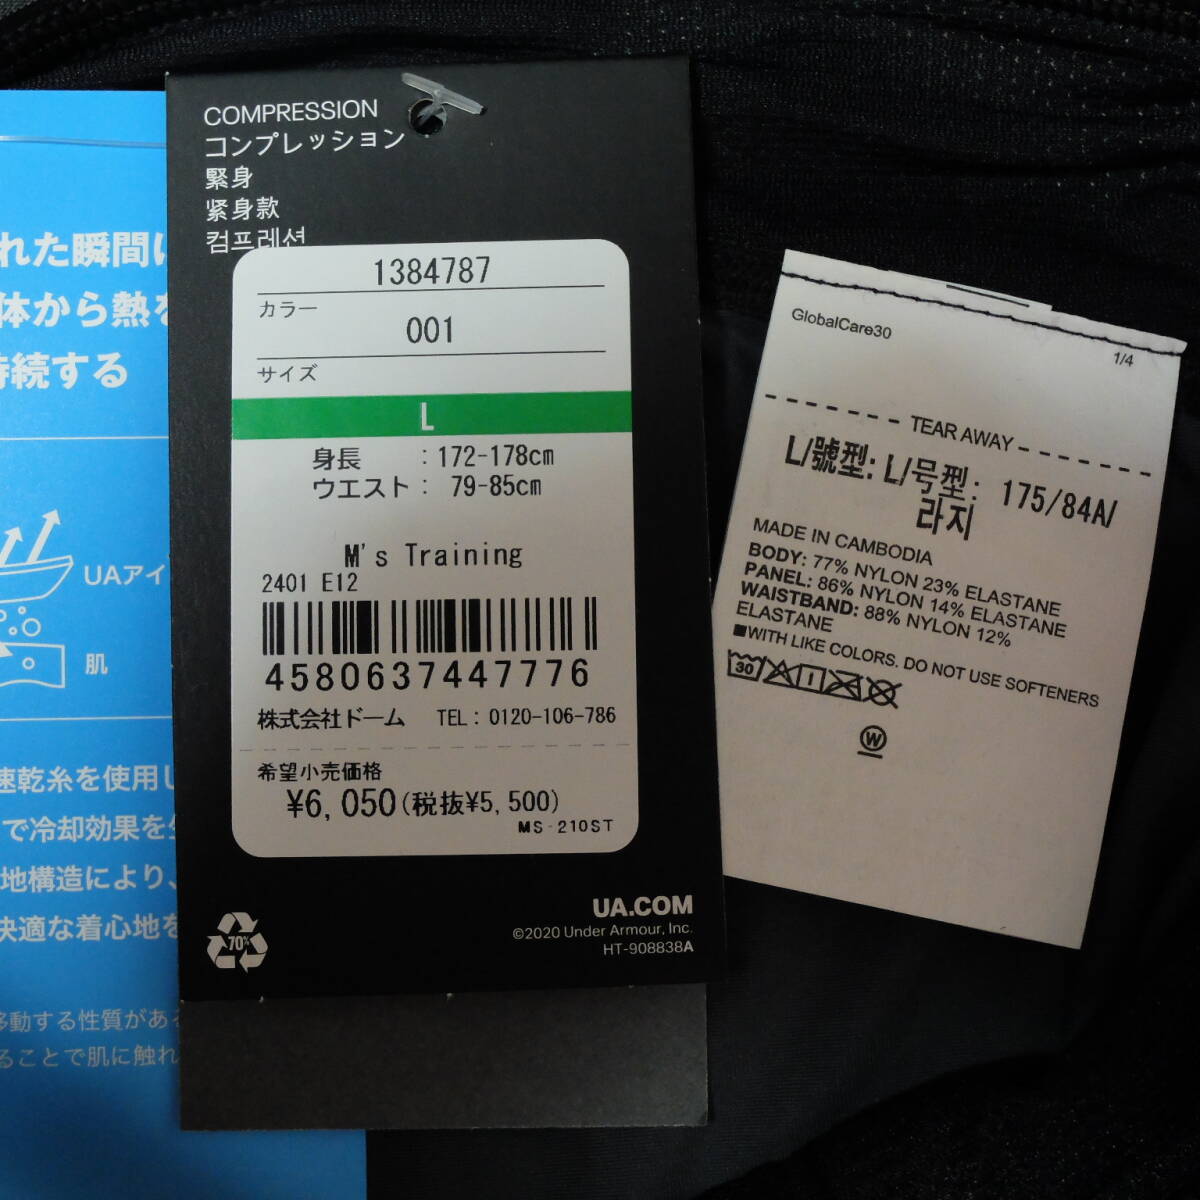 COMPRESSION
コンプレッション
緊身
紧身款
컴프레션
1384787
カラー
001
サイズ
L
身長 : 172-178cm
ウエスト : 79-85cm
M's Training
2401 E12
4580637447776
株式会社ドーム TEL: 0120-106-786
希望小売価格
¥6,050(税抜¥5,500)
MS-210ST
70%
UA.COM
©2020 Under Armour, Inc.
HT-908838A
れた瞬間に
体から熱を
持続する
UAアイ
肌
速乾糸を使用し
で冷却効果を生
地構造により、
快適な着心地を
移動する性質がある
ることで肌に触れ
GlobalCare30
1/4
TEAR AWAY
L/號型: L/号型: 175/84A/
라지
MADE IN CAMBODIA
BODY: 77% NYLON 23% ELASTANE
PANEL: 86% NYLON 14% ELASTANE
WAISTBAND: 88% NYLON 12%
ELASTANE
■WITH LIKE COLORS. DO NOT USE SOFTENERS
30
W